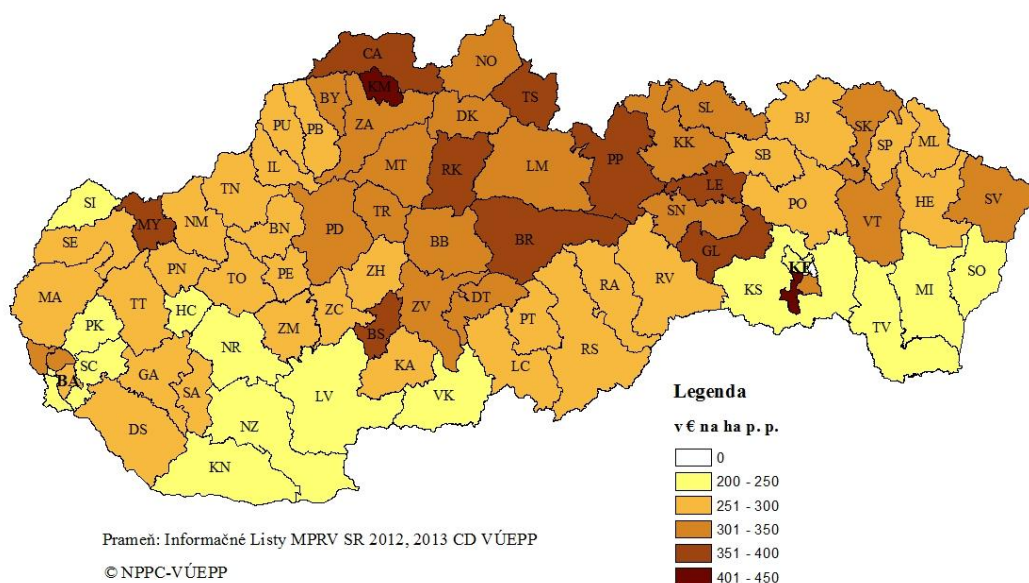 CA
NO
KM
TS
BY
PU
PB
ZA
DK
SL
BJ
SK
ML
SP
KK
IL
MT
RK
LM
PP
SB
LE
TN
SI
MY
NM
TR
SN
PO
VT
HE
SV
SE
BN
PD
BB
BR
GL
PN
TO
PE
ZH
RV
KE
KS
SO
MI
MA
TT
HC
ZC
ZV
DT
RA
PK
ZM
BS
PT
TV
NR
RS
SC
BA
GA
KA
LC
SA
LV
VK
DS
NZ
KN
Legenda
v € na ha p. p.
0
200 - 250
251 - 300
301 - 350
351 - 400
401 - 450
Prameň: Informačné Listy MPRV SR 2012, 2013 CD VÚEPP
© NPPC-VÚEPP